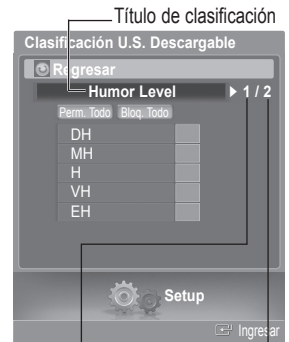 Título de clasificación
Clasificación U.S. Descargable
Regresar
Humor Level ▶ 1 / 2
Perm. Todo Bloq. Todo
DH
MH
H
VH
EH
Setup
Ingresar